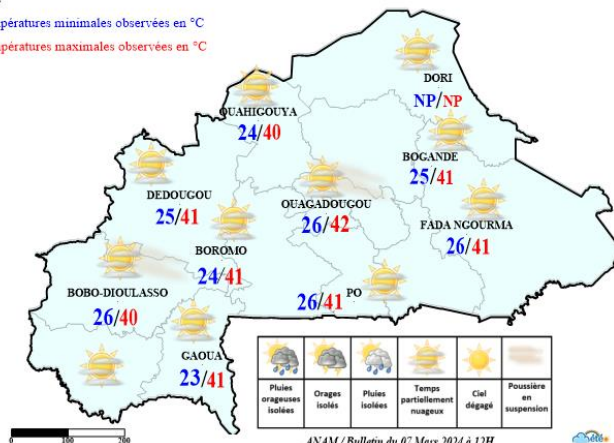 pératures minimales observées en °C
pératures maximales observées en °C
DORI
NP/NP
OUAHIGOUYA
24/40
BOGANDE
25/41
DEDOUGOU
25/41
OUAGADOUGOU
26/42
FADA NGOURMA
26/41
BOROMO
24/41
BOBO-DIOULASSO
26/40
PO
26/41
GAOUA
23/41
Pluies orageuses isolées
Orages isolés
Pluies isolées
Temps partiellement nuageux
Ciel dégagé
Poussière en suspension
0 100 200
ANAM / Bulletin du 07 Mars 2024 à 12H